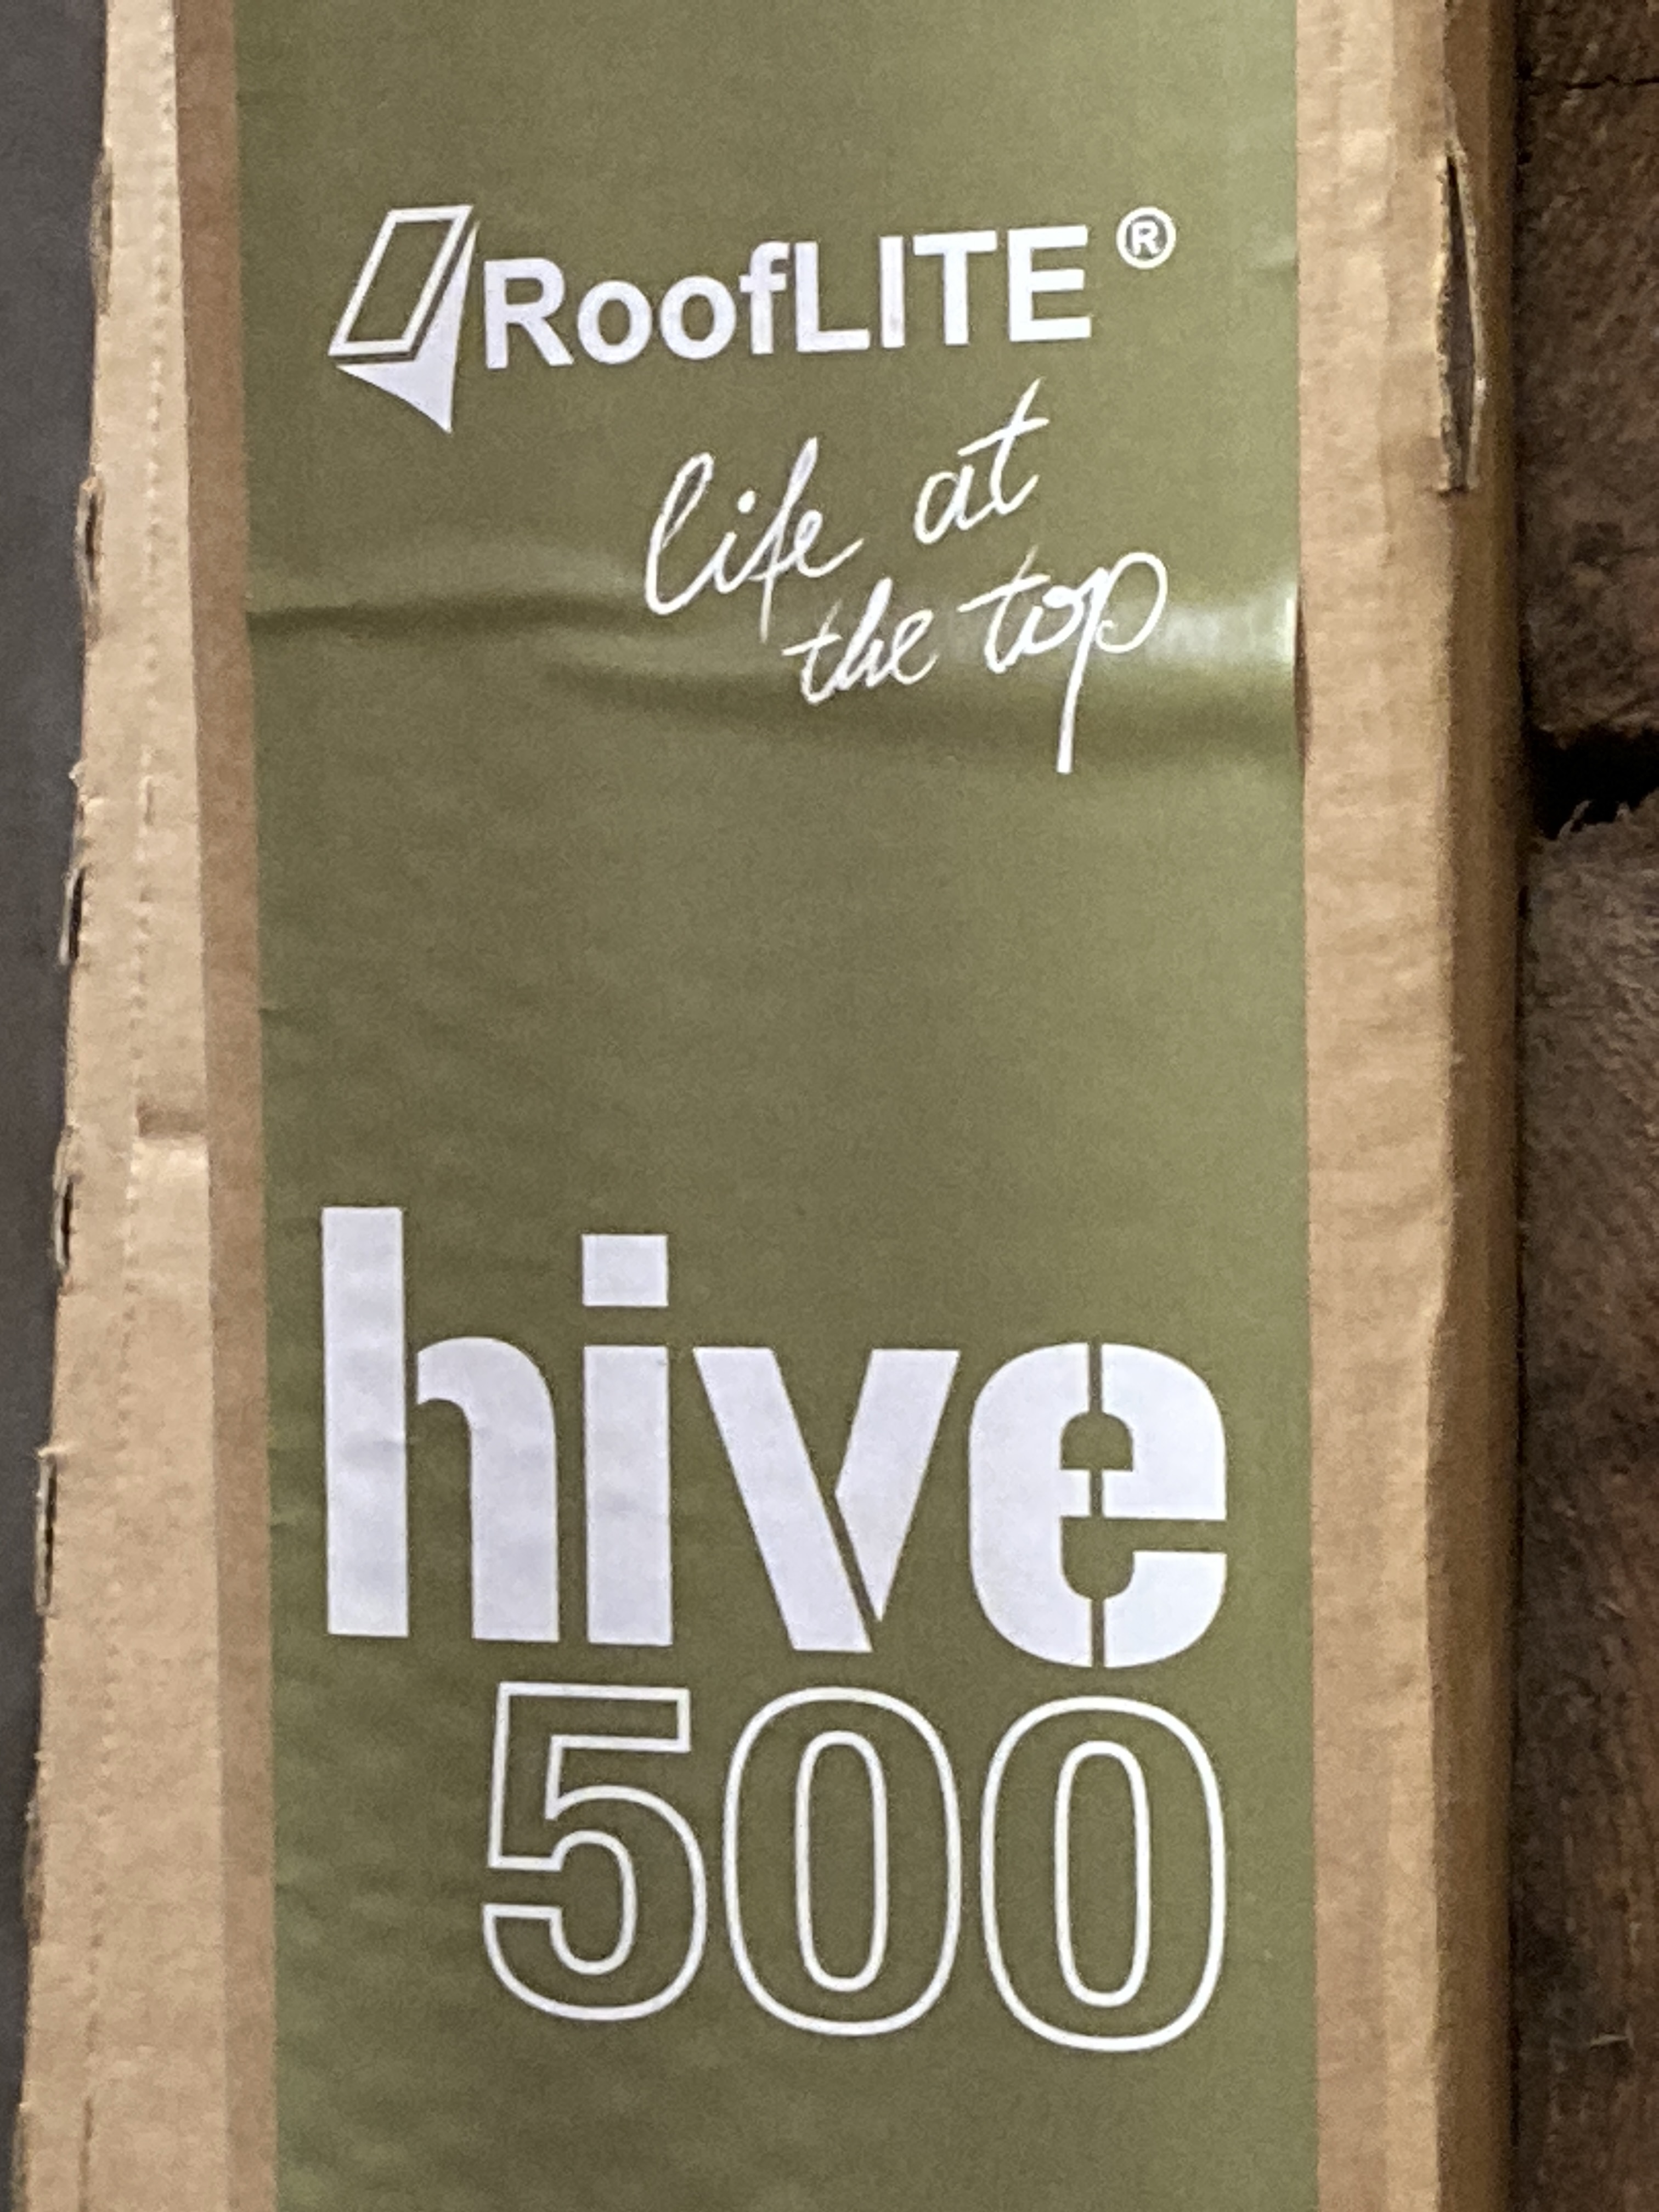 RoofLITE®
life at
the top
hive
500